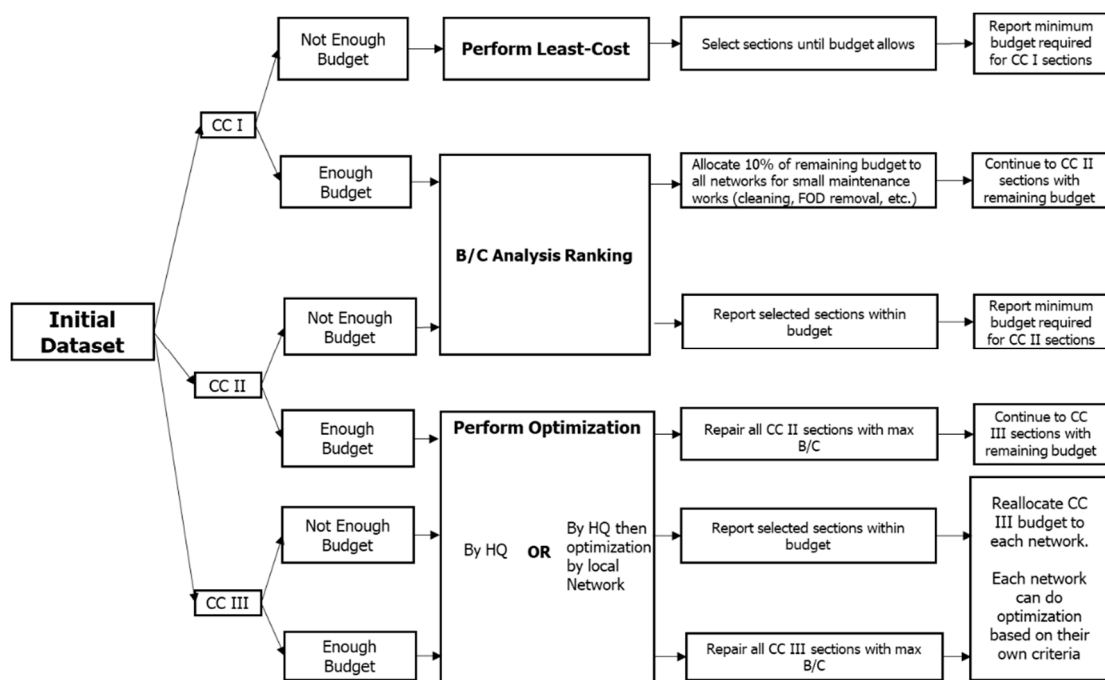 Not Enough
Budget
Perform Least-Cost
Select sections until budget allows
Report minimum
budget required
for CC I sections
CC I
Enough
Budget
B/C Analysis Ranking
Allocate 10% of remaining budget to
all networks for small maintenance
works (cleaning, FOD removal, etc.)
Continue to CC II
sections with
remaining budget
Initial
Dataset
Not Enough
Budget
Report selected sections within
budget
Report minimum
budget required
for CC II sections
CC II
Enough
Budget
Perform Optimization
Repair all CC II sections with max
B/C
Continue to CC
III sections with
remaining budget
Not Enough
Budget
By HQ
OR
By HQ then
optimization
by local
Network
Report selected sections within
budget
Reallocate CC
III budget to
each network.
Each network
can do
optimization
based on their
own criteria
CC III
Enough
Budget
Repair all CC III sections with max
B/C